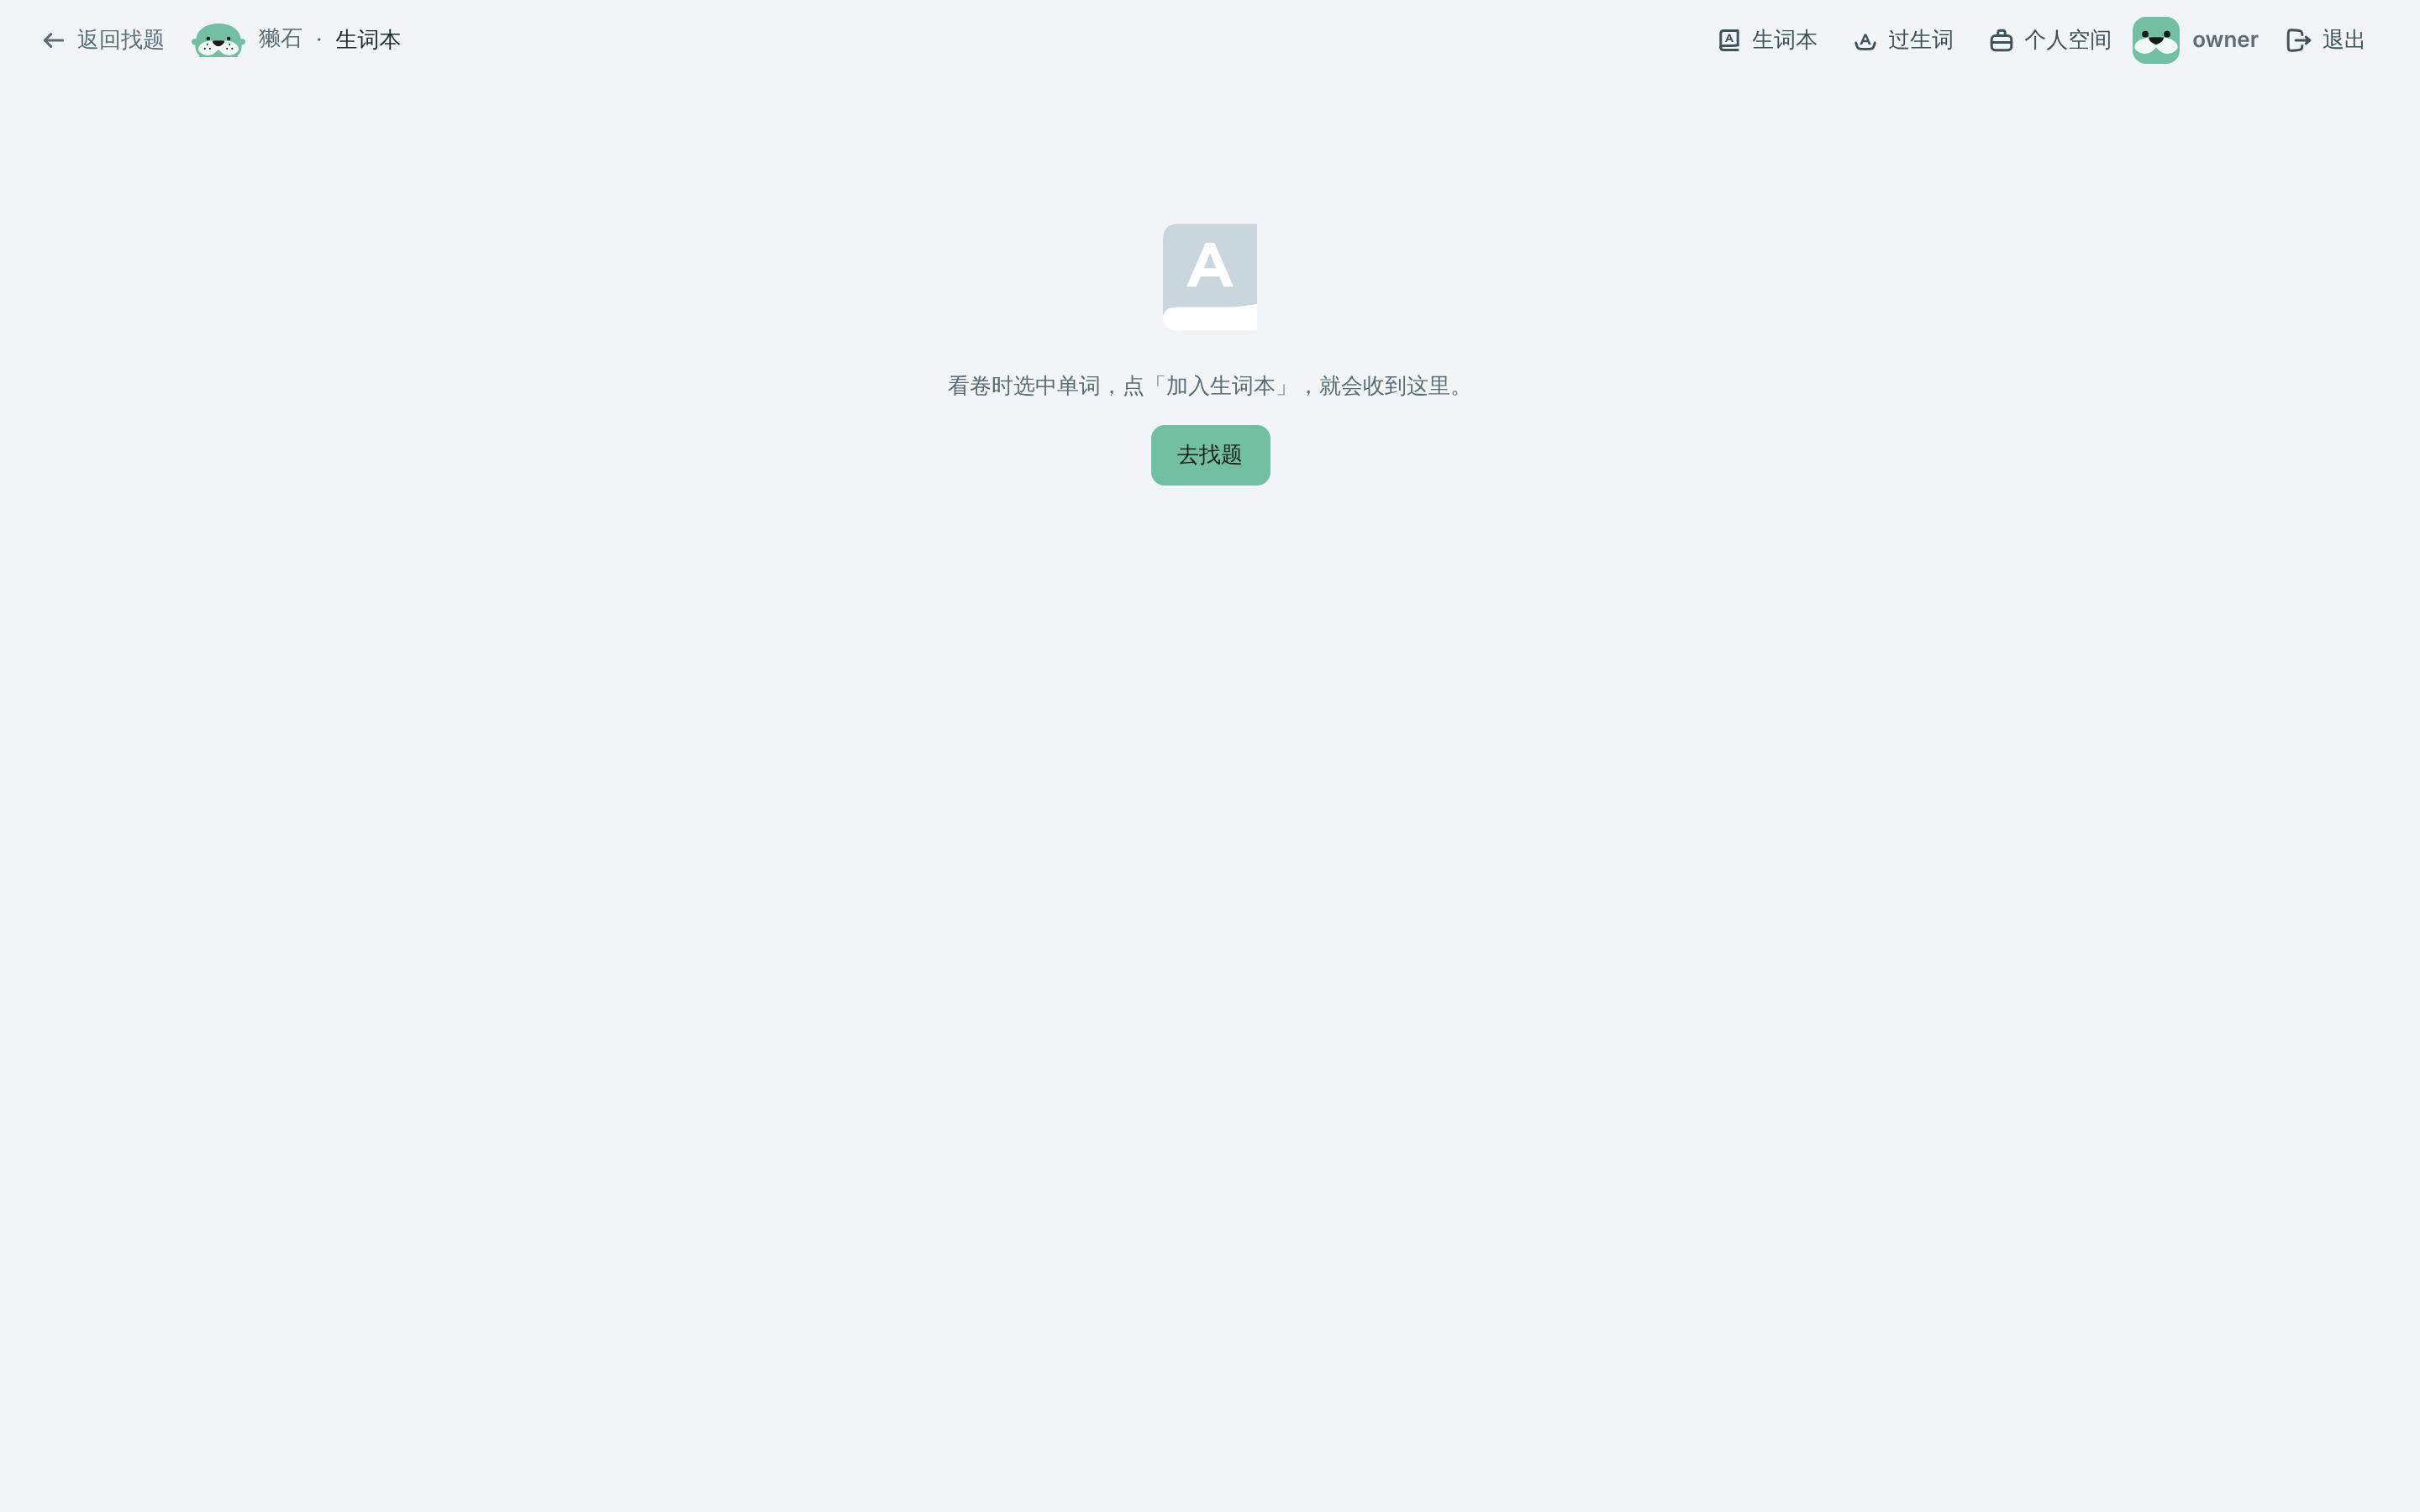 返回找题 獭石 · 生词本 生词本 过生词 个人空间 owner 退出
A
看卷时选中单词，点「加入生词本」，就会收到这里。
去找题